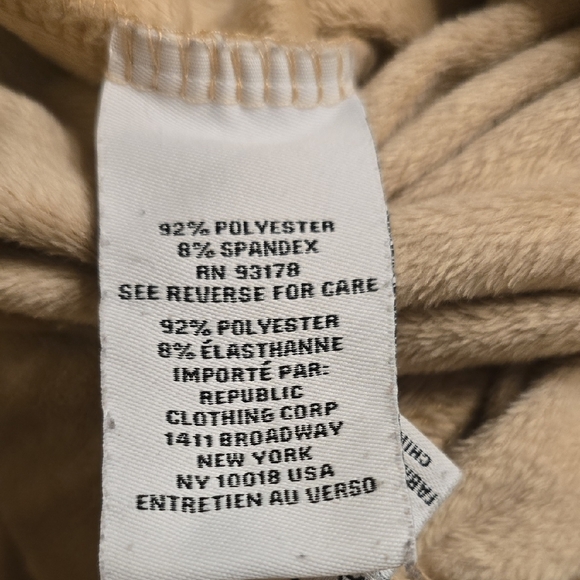 92% POLYESTER
8% SPANDEX
RN 93178
SEE REVERSE FOR CARE
92% POLYESTER
8% ÉLASTHANNE
IMPORTÉ PAR:
REPUBLIC
CLOTHING CORP
1411 BROADWAY
NEW YORK
NY 10018 USA
ENTRETIEN AU VERSO